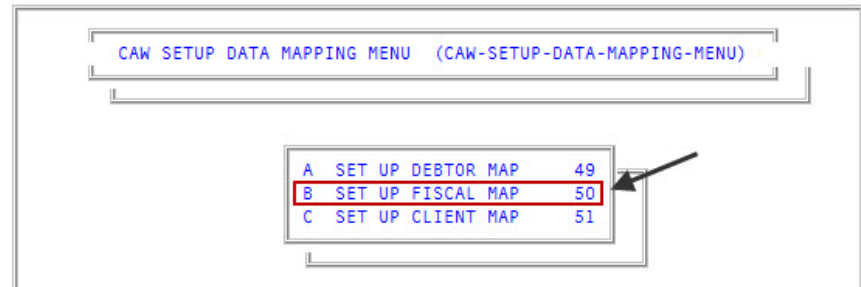 CAW SETUP DATA MAPPING MENU (CAW-SETUP-DATA-MAPPING-MENU)
A SET UP DEBTOR MAP 49
B SET UP FISCAL MAP 50
C SET UP CLIENT MAP 51